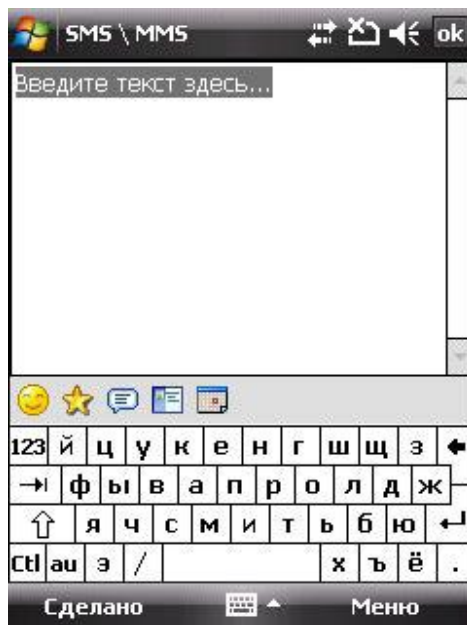 SMS \ MMS ok
Введите текст здесь...
123 й ц у к е н г ш щ з
ф ы в а п р о л д ж
я ч с м и т ь б ю
Ctl au э / х ъ ё .
Сделано Меню